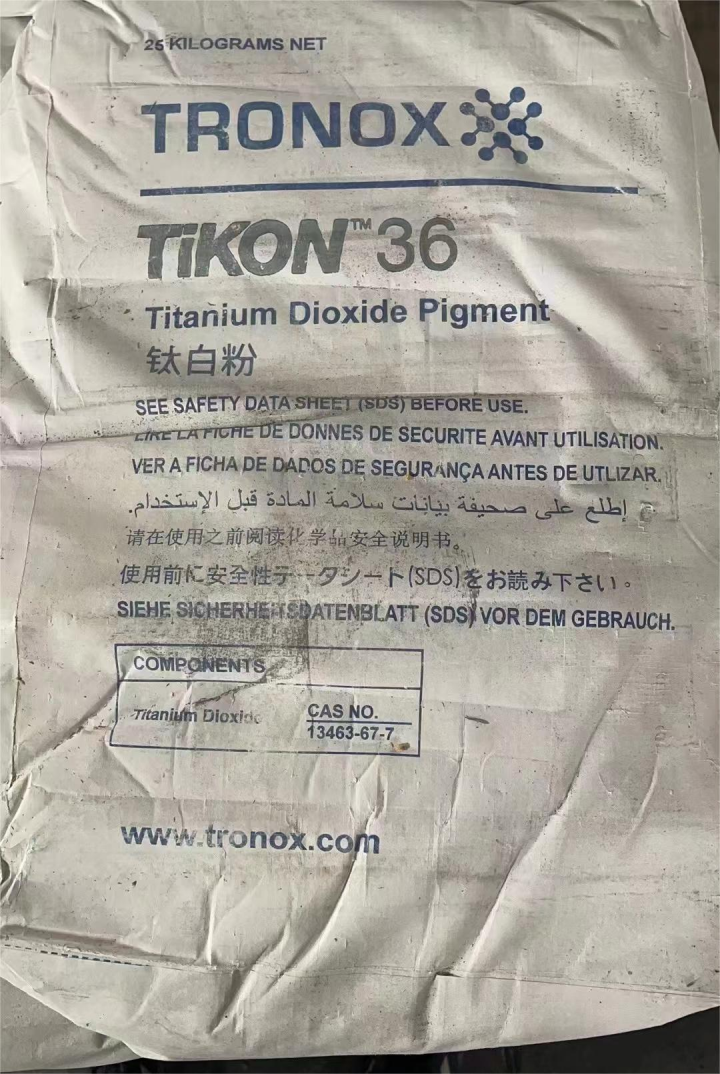 25 KILOGRAMS NET
TRONOX
TiKON™ 36
Titanium Dioxide Pigment
钛白粉
SEE SAFETY DATA SHEET (SDS) BEFORE USE.
LIRE LA FICHE DE DONNES DE SECURITE AVANT UTILISATION.
VER A FICHA DE DADOS DE SEGURANÇA ANTES DE UTLIZAR.
إطلع على صحيفة بيانات سلامة المادة قبل الإستخدام.
请在使用之前阅读化学品安全说明书。
使用前に安全性データシート(SDS)をお読み下さい。
SIEHE SICHERHEITSDATENBLATT (SDS) VOR DEM GEBRAUCH.
COMPONENTS
Titanium Dioxide
CAS NO.
13463-67-7
www.tronox.com